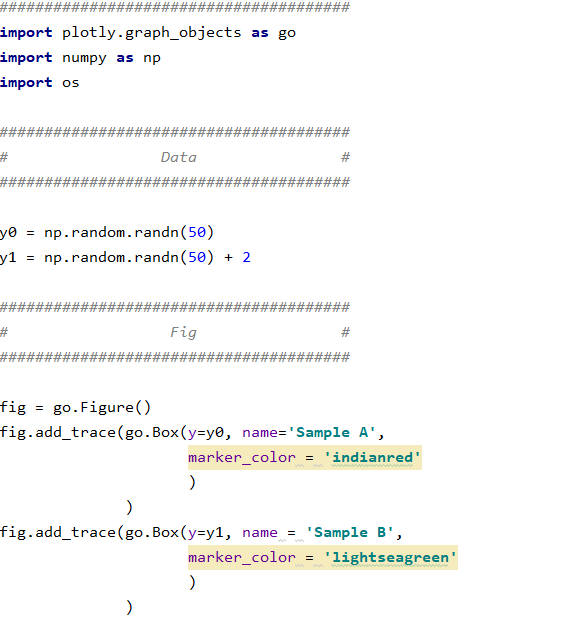 #######################################
import plotly.graph_objects as go
import numpy as np
import os
#######################################
#                 Data                #
#######################################
y0 = np.random.randn(50)
y1 = np.random.randn(50) + 2
#######################################
#                  Fig                #
#######################################
fig = go.Figure()
fig.add_trace(go.Box(y=y0, name='Sample A',
                     marker_color = 'indianred'
                     )
              )
fig.add_trace(go.Box(y=y1, name = 'Sample B',
                     marker_color = 'lightseagreen'
                     )
              )